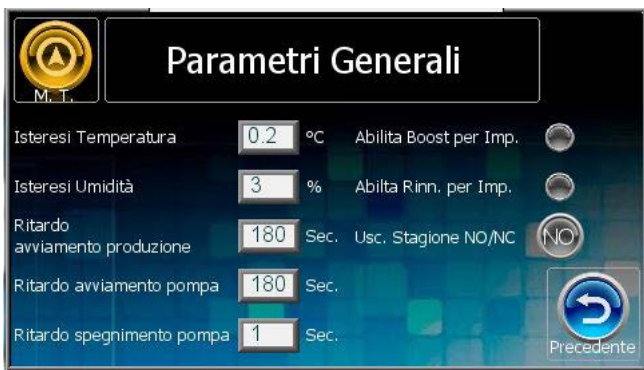 Parametri Generali
M. T.
Isteresi Temperatura 0.2 ºC Abilita Boost per Imp.
Isteresi Umidità 3 % Abilta Rinn. per Imp.
Ritardo
avviamento produzione 180 Sec. Usc. Stagione NO/NC NO
Ritardo avviamento pompa 180 Sec.
Ritardo spegnimento pompa 1 Sec.
Precedente